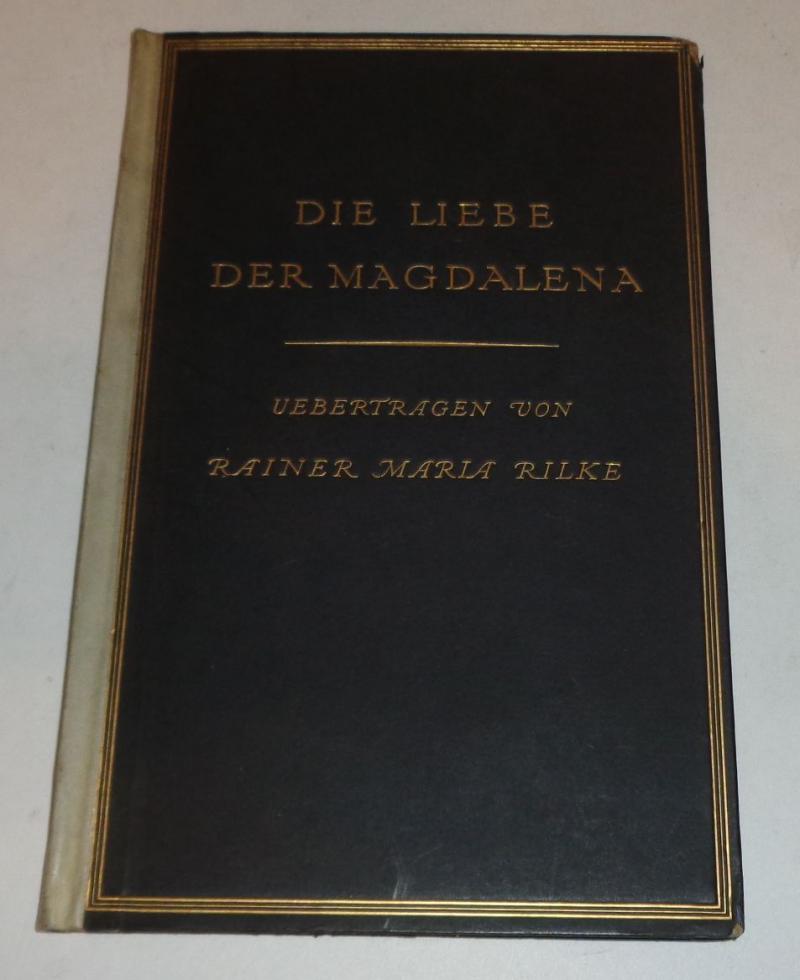 DIE LIEBE
DER MAGDALENA
UEBERTRAGEN VON
RAINER MARIA RILKE